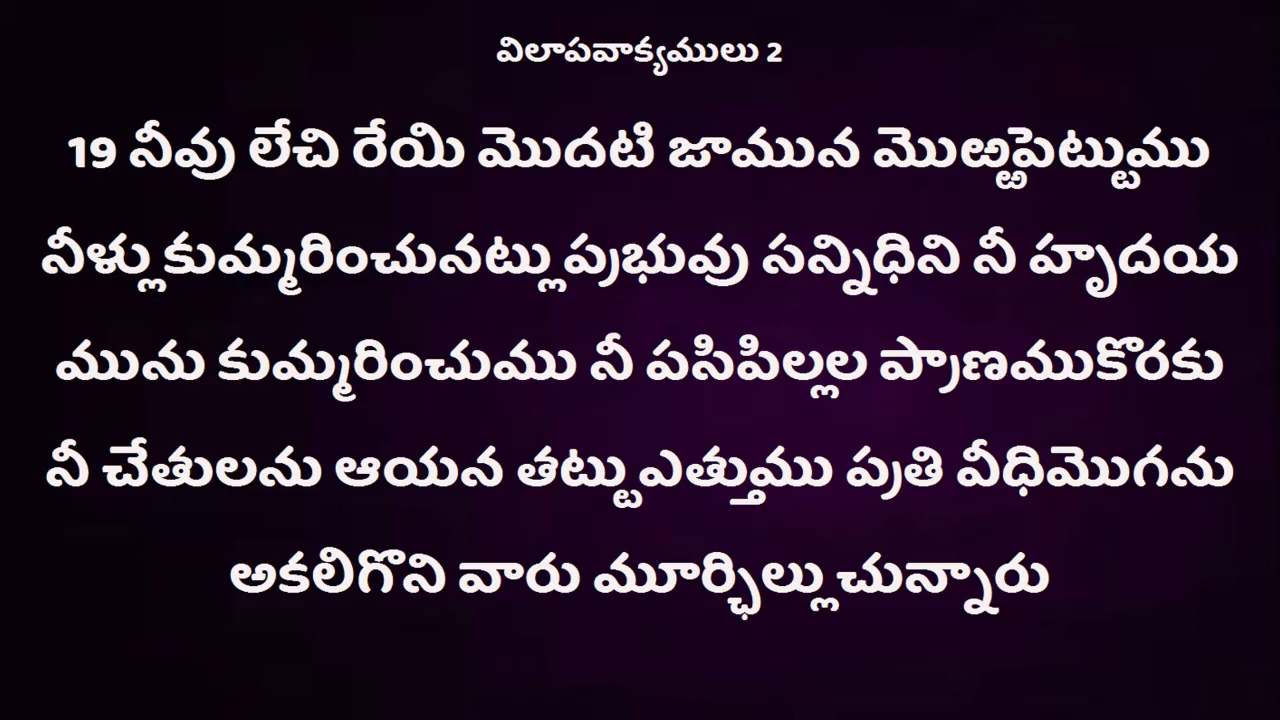 విలాపవాక్యములు 2
19 నీవు లేచి రేయి మొదటి జామున మొఱ్ఱపెట్టుము
నీళ్లు కుమ్మరించునట్లు ప్రభువు సన్నిధిని నీ హృదయ
మును కుమ్మరించుము నీ పసిపిల్లల ప్రాణముకొరకు
నీ చేతులను ఆయన తట్టు ఎత్తుము ప్రతి వీధిమొగను
అకలిగొని వారు మూర్ఛిల్లుచున్నారు